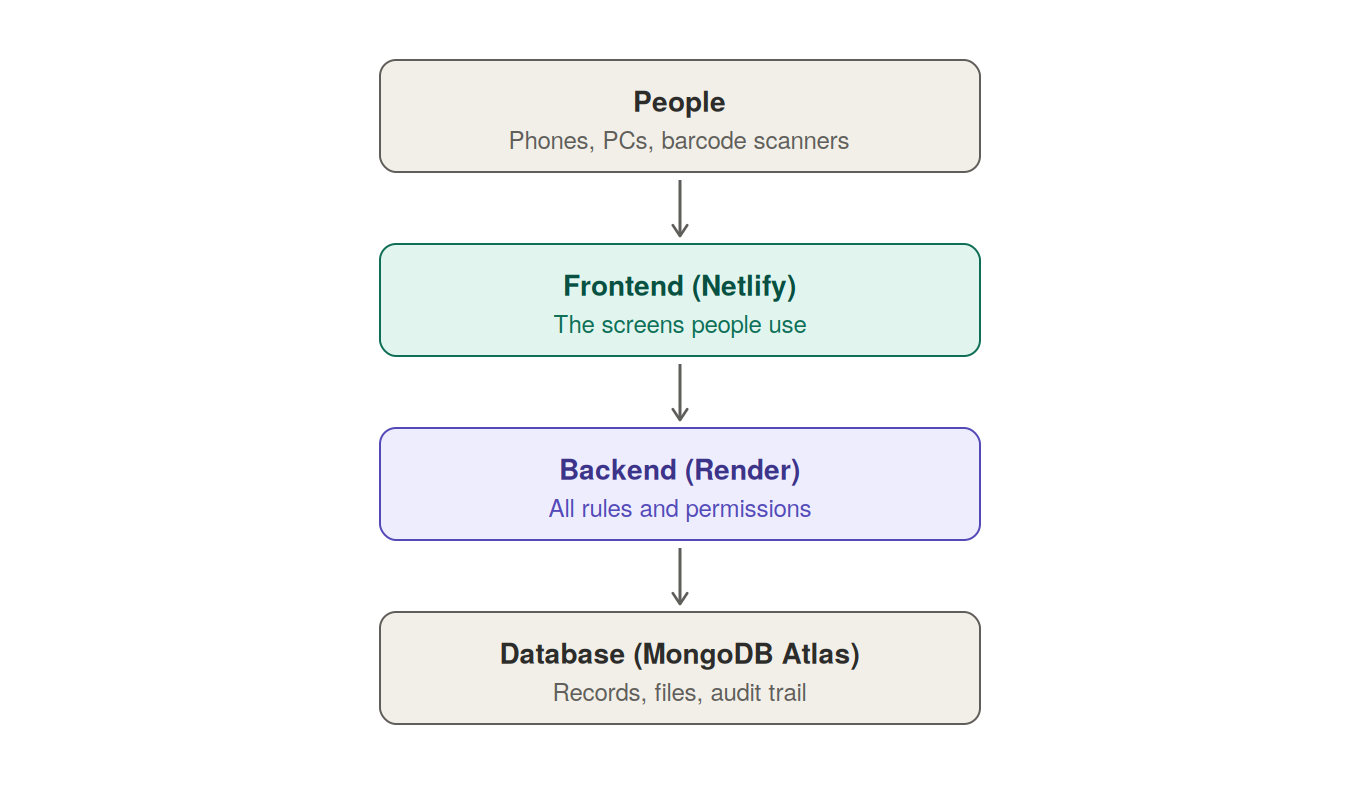 People
Phones, PCs, barcode scanners
Frontend (Netlify)
The screens people use
Backend (Render)
All rules and permissions
Database (MongoDB Atlas)
Records, files, audit trail